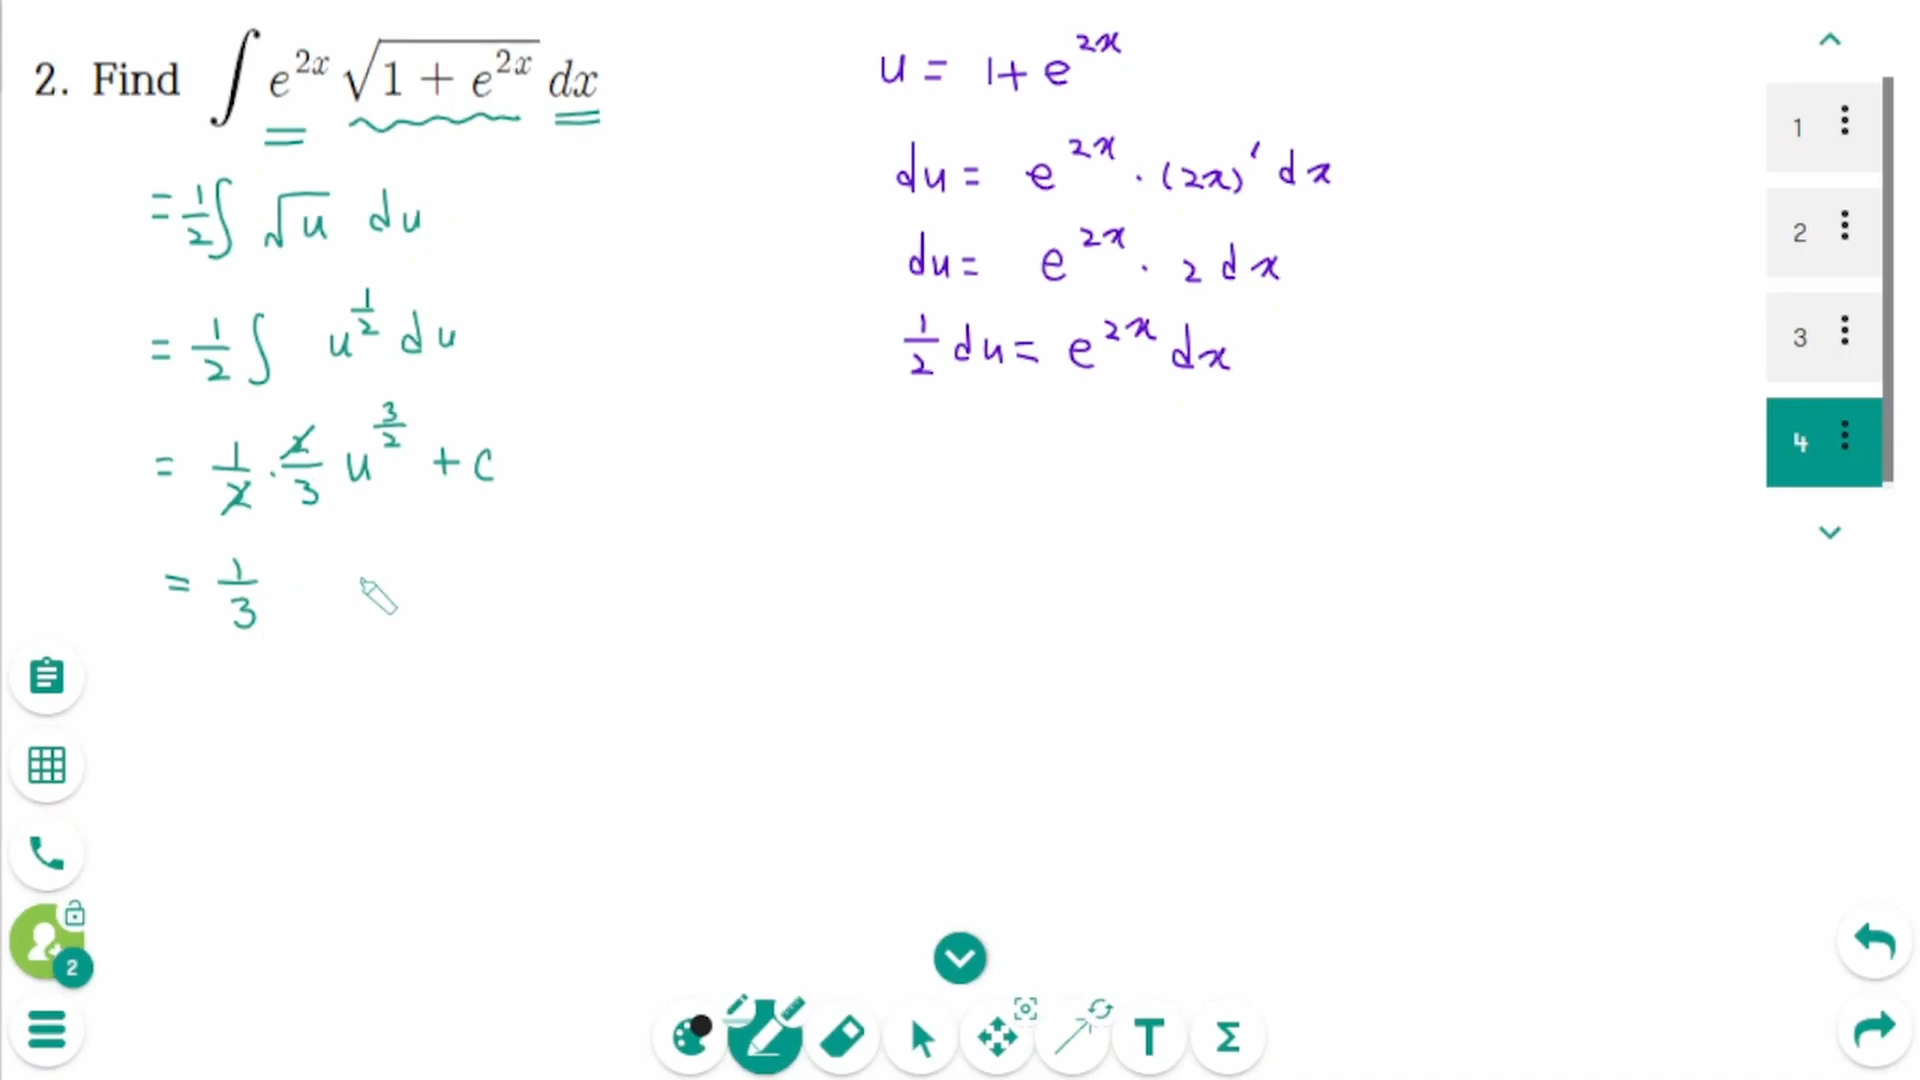 2. Find ∫ e^{2x} √(1 + e^{2x}) dx
= 1/2 ∫ √u du
= 1/2 ∫ u^{1/2} du
= 1/2 · 2/3 u^{3/2} + c
= 1/3
u = 1+e^{2x}
du = e^{2x} · (2x)' dx
du = e^{2x} · 2 dx
1/2 du = e^{2x} dx
1
2
3
4
2
T
Σ